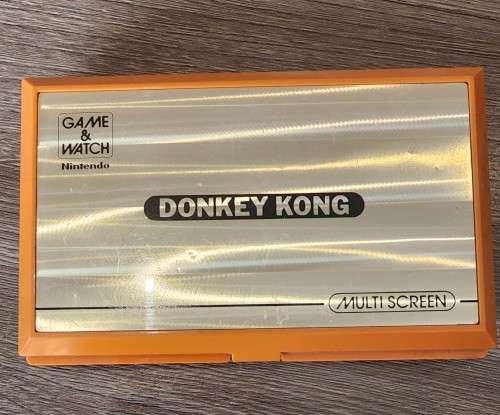 GAME
&
WATCH
Nintendo
DONKEY KONG
MULTI SCREEN